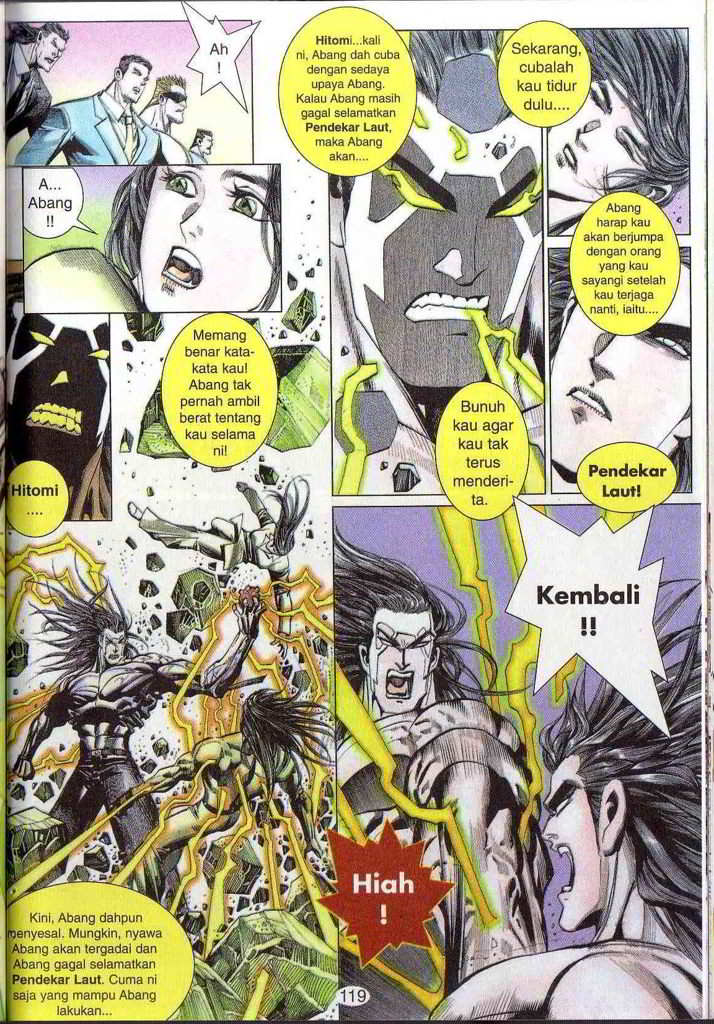 Ah
!
A...
Abang
!!
Memang
benar kata-
kata kau!
Abang tak
pernah ambil
berat tentang
kau selama
ni!
Hitomi
....
Kini, Abang dahpun
menyesal. Mungkin, nyawa
Abang akan tergadai dan
Abang gagal selamatkan
Pendekar Laut. Cuma ni
saja yang mampu Abang
lakukan...
Hitomi...kali
ni, Abang dah cuba
dengan sedaya
upaya Abang.
Kalau Abang masih
gagal selamatkan
Pendekar Laut,
maka Abang
akan....
Bunuh
kau agar
kau tak
terus
menderi-
ta.
Sekarang,
cubalah
kau tidur
dulu....
Abang
harap kau
akan berjumpa
dengan orang
yang kau
sayangi setelah
kau terjaga
nanti, iaitu....
Pendekar
Laut!
Kembali
!!
Hiah
!
119